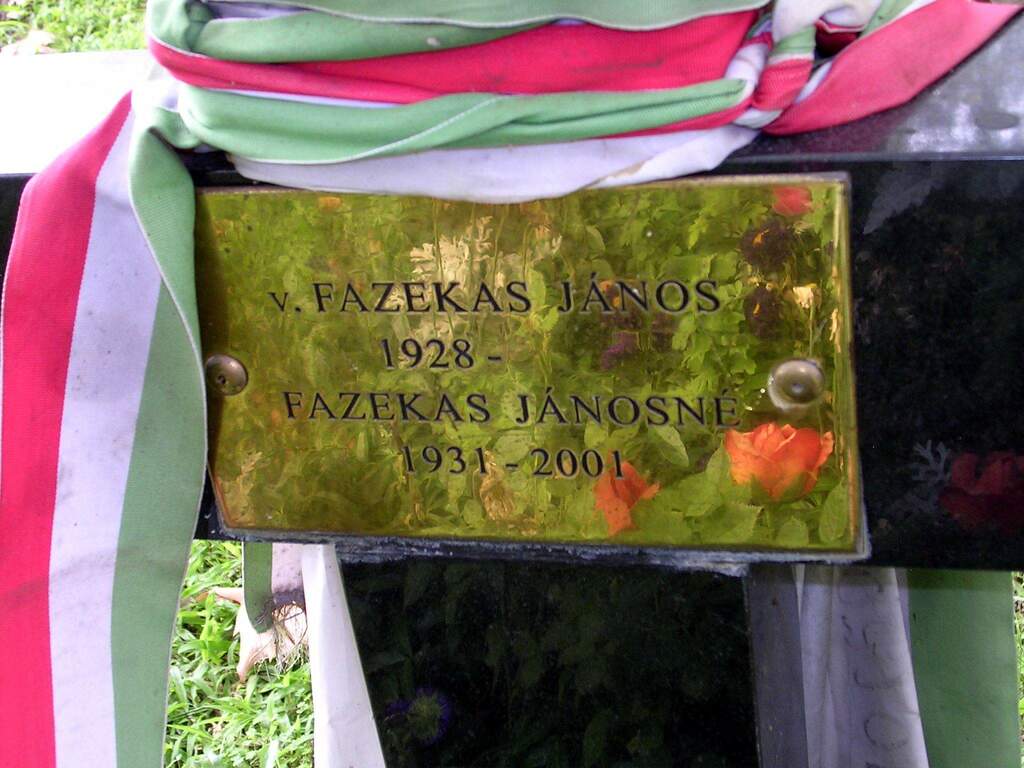 v. FAZEKAS JÁNOS
1928 -
FAZEKAS JÁNOSNÉ
1931 - 2001